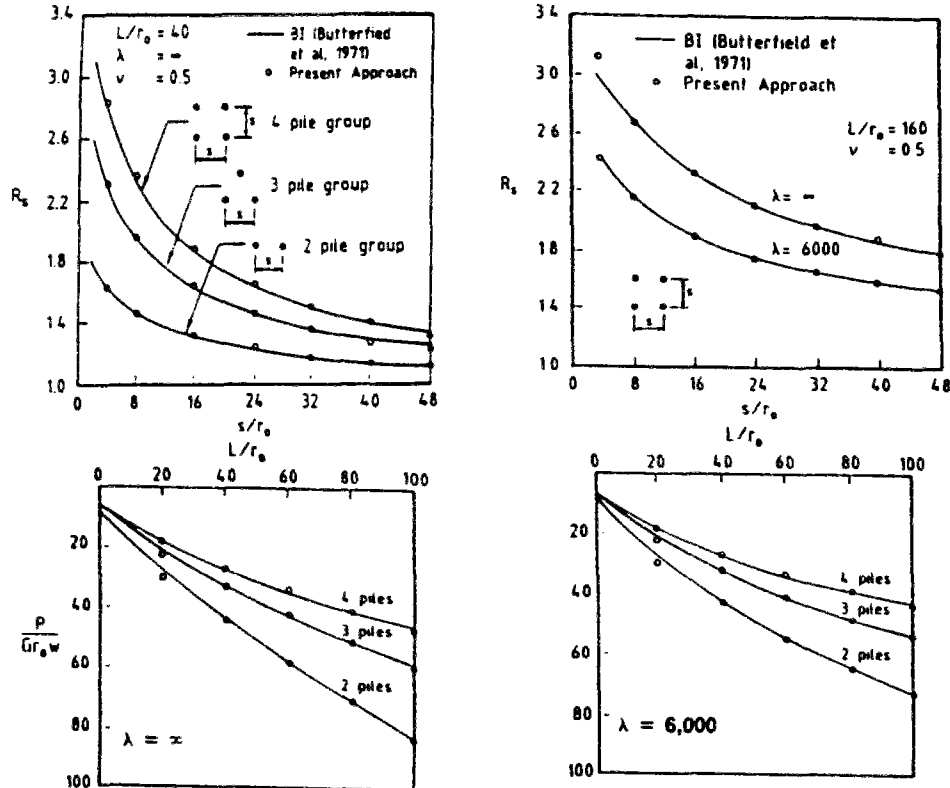 3.4
3.0
2.6
2.2
1.8
1.4
1.0
Rs
L/r₀ = 40
λ = ∞
ν = 0.5
BI (Butterfied
et al, 1971)
Present Approach
s
s
4 pile group
3 pile group
s
2 pile group
s
0 8 16 24 32 40 48
s/r₀
3.4
3.0
2.6
2.2
1.8
1.4
1.0
Rs
BI (Butterfield et
al, 1971)
Present Approach
L/r₀ = 160
ν = 0.5
λ = ∞
λ = 6000
s
s
0 8 16 24 32 40 48
s/r₀
L/r₀
0 20 40 60 80 100
20
40
60
80
100
P
Gr₀w
4 piles
3 piles
2 piles
λ = ∞
L/r₀
0 20 40 60 80 100
20
40
60
80
100
4 piles
3 piles
2 piles
λ = 6,000